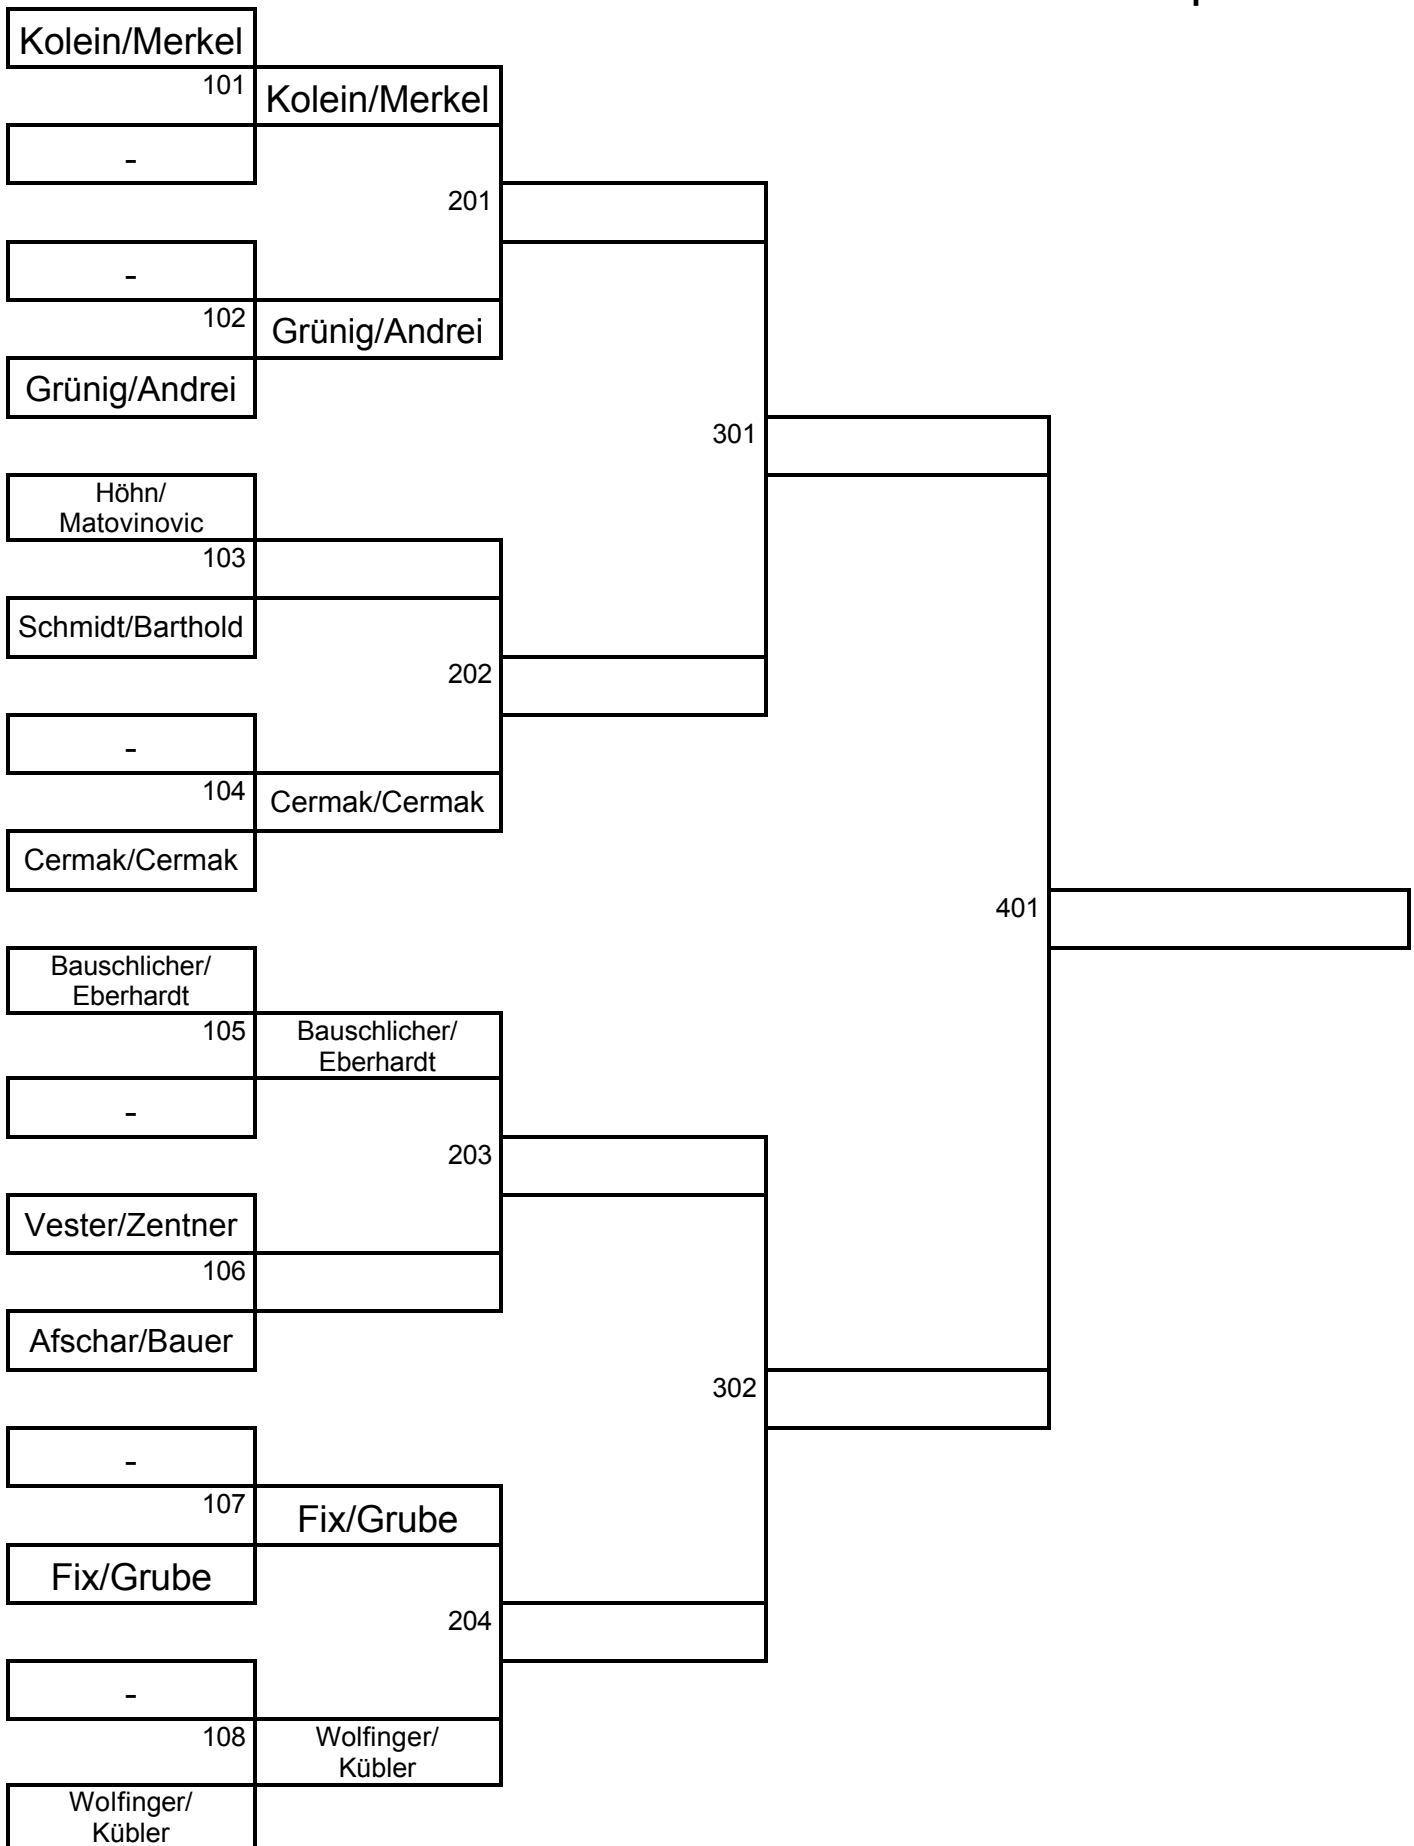 Kolein/Merkel
101
Kolein/Merkel
-
201
-
102
Grünig/Andrei
Grünig/Andrei
301
Höhn/
Matovinovic
103
Schmidt/Barthold
202
-
104
Cermak/Cermak
Cermak/Cermak
401
Bauschlicher/
Eberhardt
105
Bauschlicher/
Eberhardt
-
203
Vester/Zentner
106
Afschar/Bauer
302
-
107
Fix/Grube
Fix/Grube
204
-
108
Wolfinger/
Kübler
Wolfinger/
Kübler